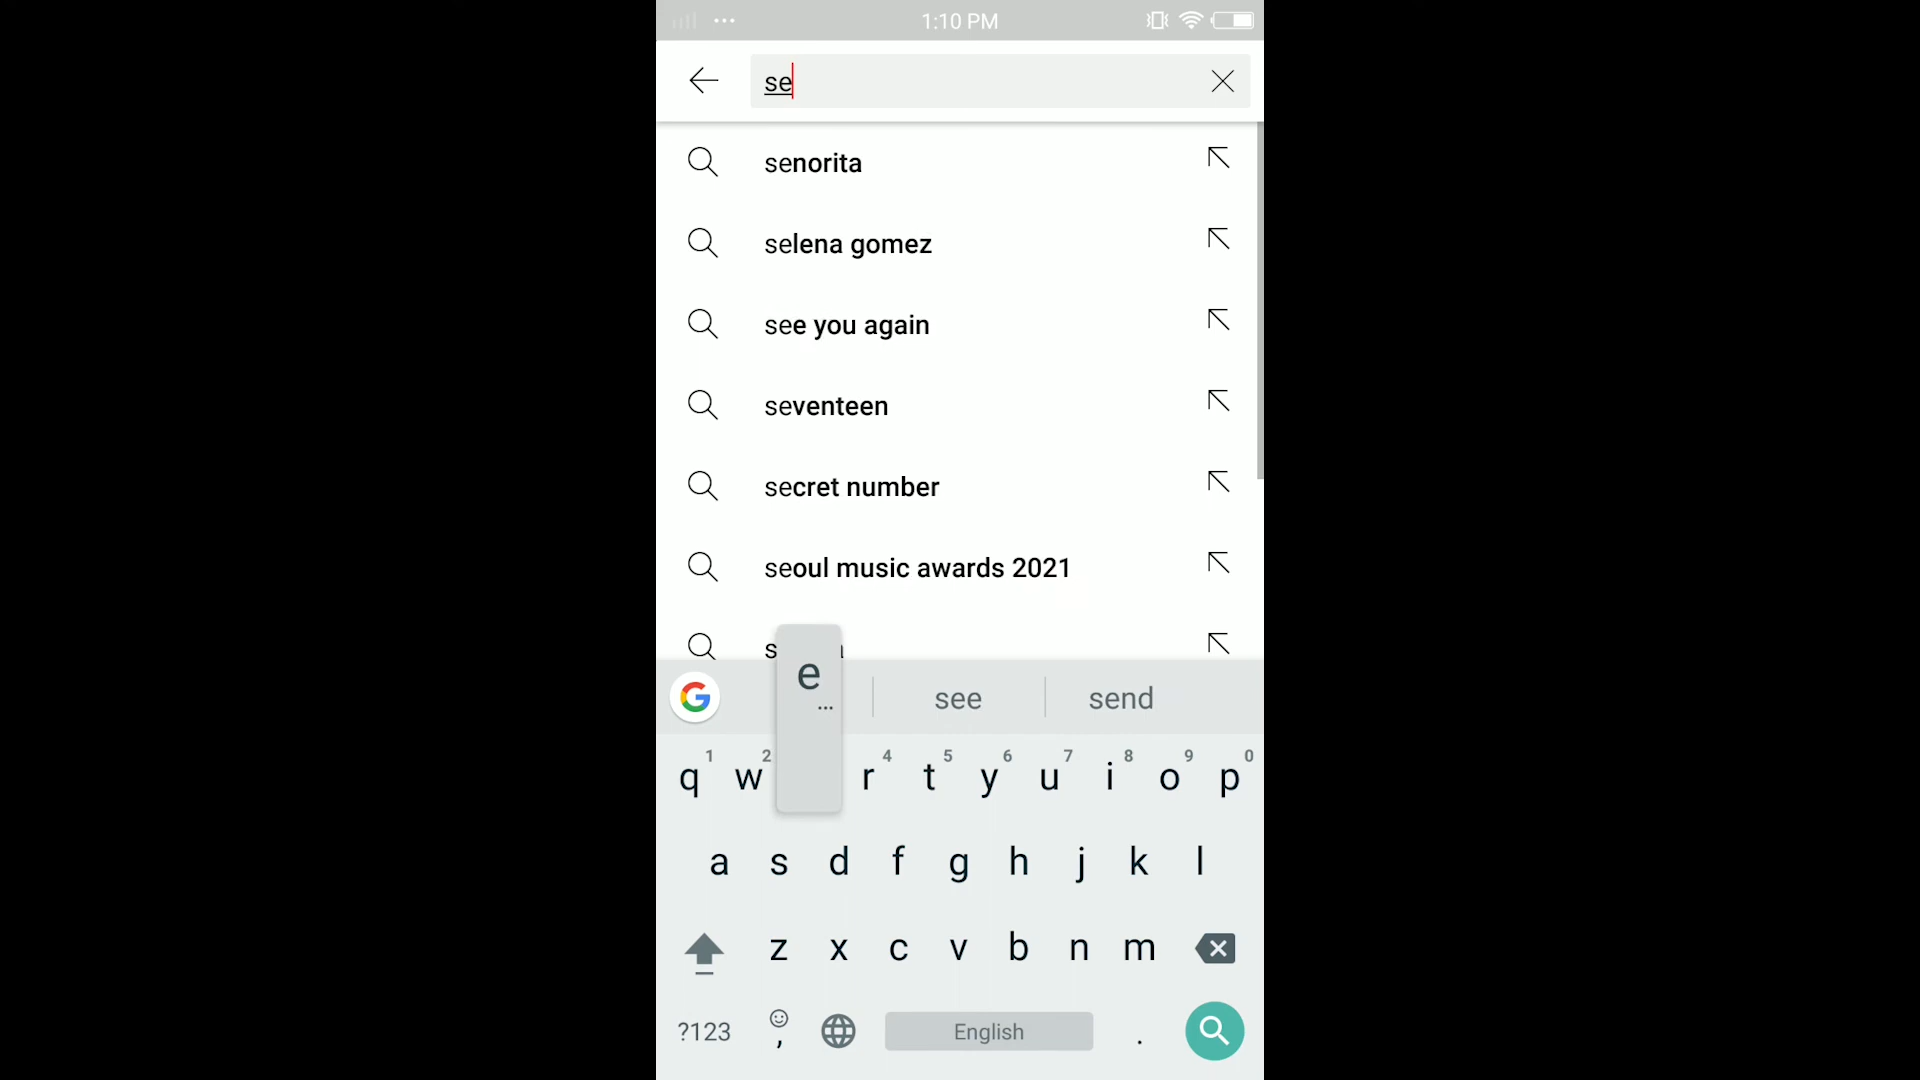 1:10 PM
se
senorita
selena gomez
see you again
seventeen
secret number
seoul music awards 2021
e
see send
1 2 4 5 6 7 8 9 0
q w r t y u i o p
a s d f g h j k l
z x c v b n m
?123 , English .